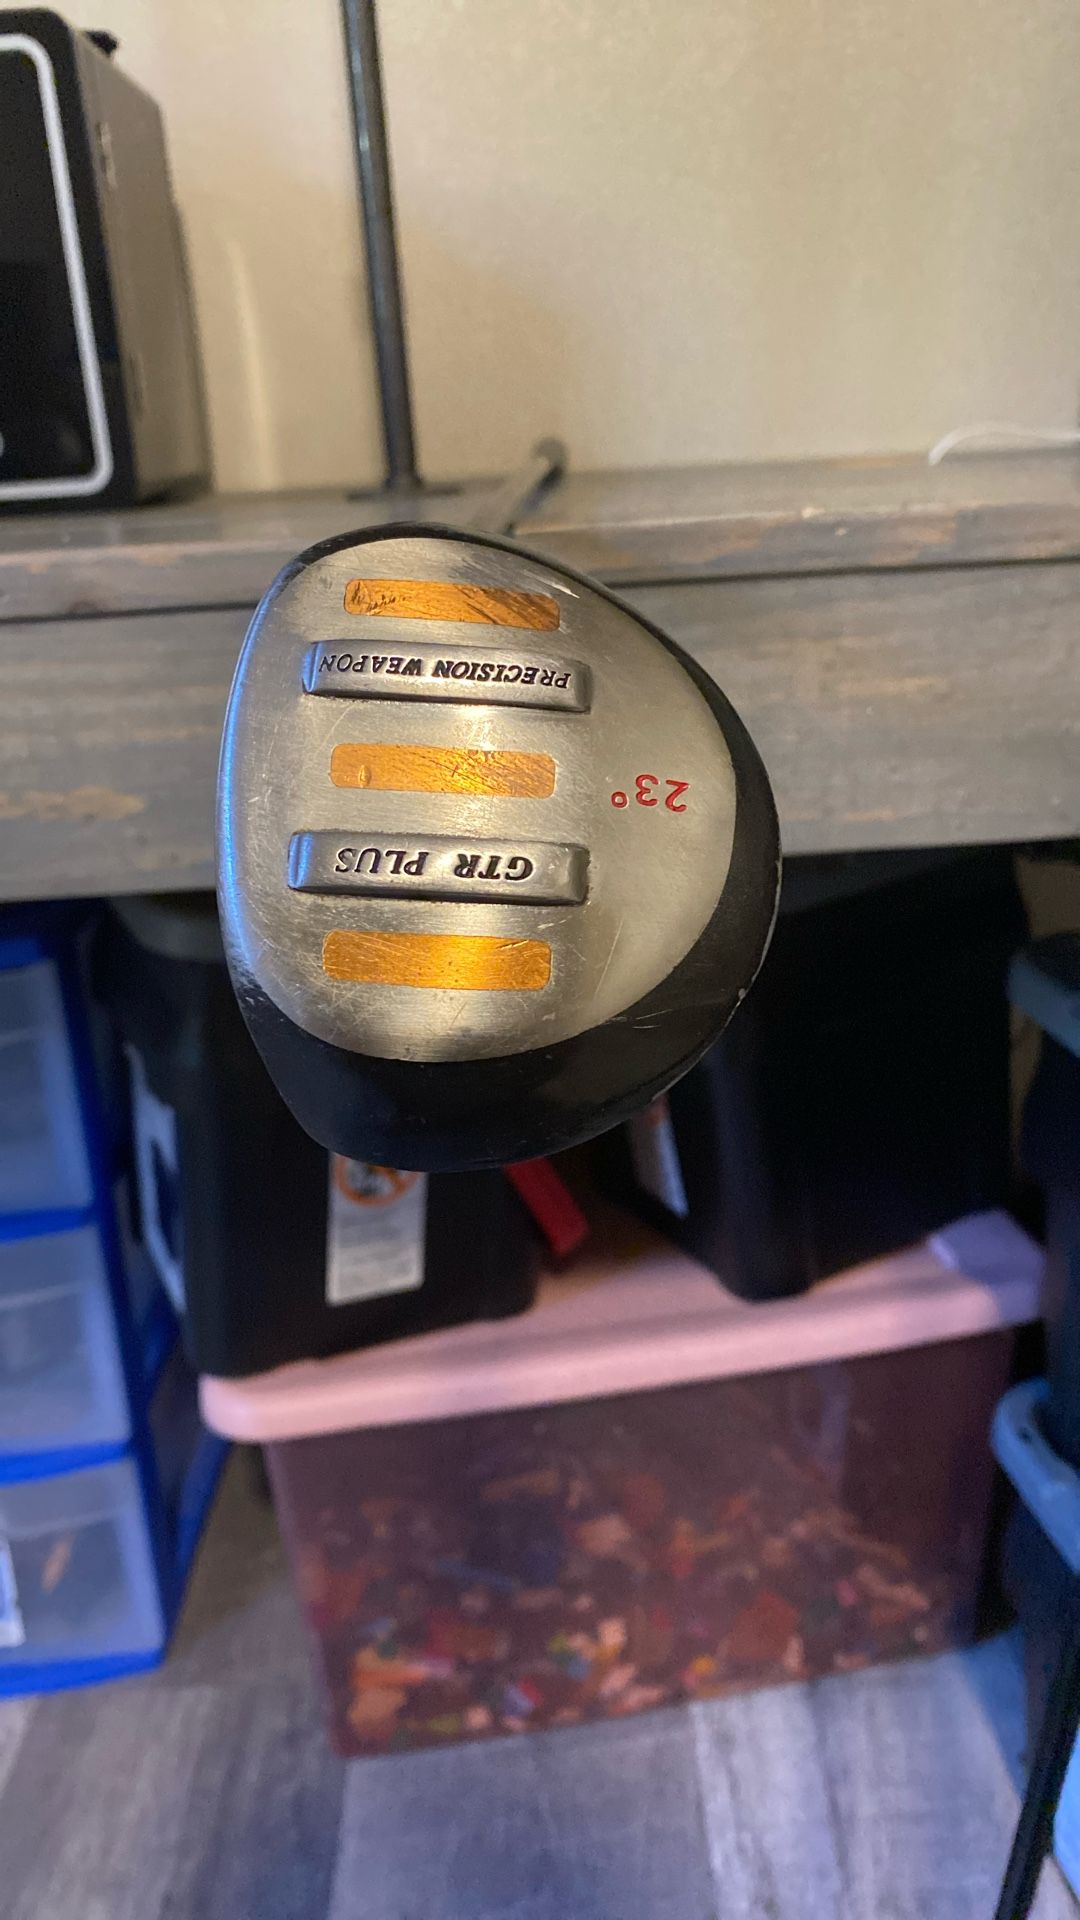 GTR PLUS
PRECISION WEAPON
23°